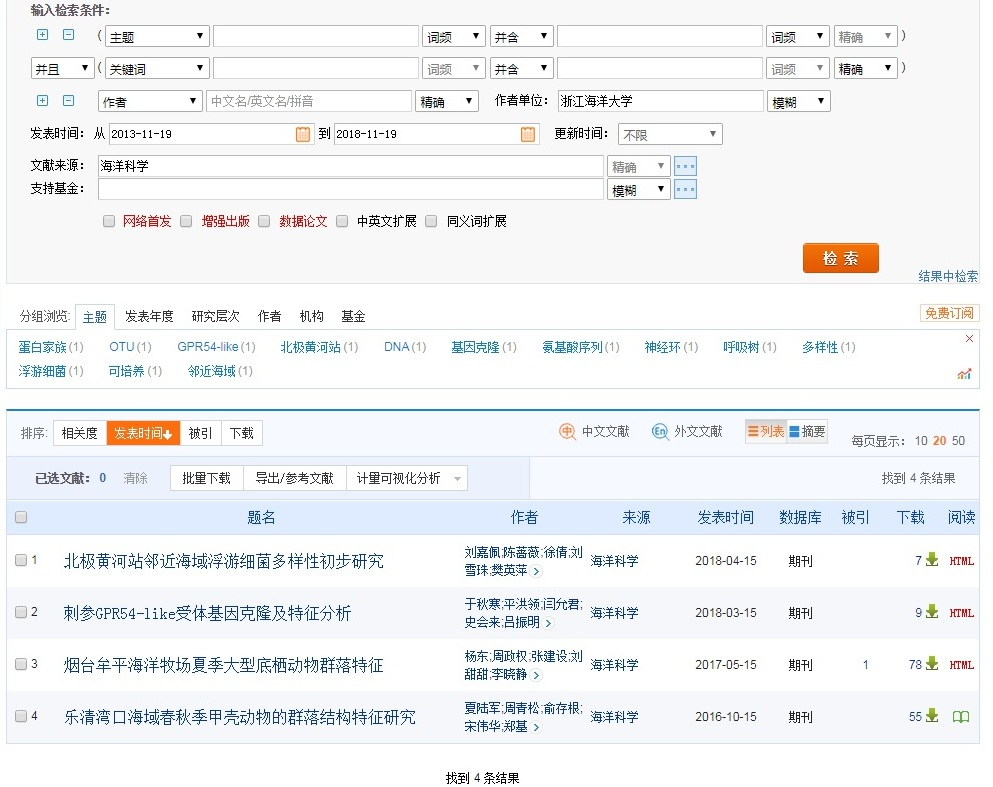 输入检索条件:
( 主题 词频 并含 词频 精确 )
并且 ( 关键词 词频 并含 词频 精确 )
作者 中文名/英文名/拼音 精确 作者单位: 浙江海洋大学 模糊
发表时间: 从 2013-11-19 到 2018-11-19 更新时间: 不限
文献来源: 海洋科学 精确 ...
支持基金: 模糊 ...
网络首发 增强出版 数据论文 中英文扩展 同义词扩展
检索
结果中检索
分组浏览: 主题 发表年度 研究层次 作者 机构 基金 免费订阅
蛋白家族(1) OTU(1) GPR54-like(1) 北极黄河站(1) DNA(1) 基因克隆(1) 氨基酸序列(1) 神经环(1) 呼吸树(1) 多样性(1)
浮游细菌(1) 可培养(1) 邻近海域(1)
排序: 相关度 发表时间 被引 下载 中 中文文献 En 外文文献 列表 摘要 每页显示: 10 20 50
已选文献: 0 清除 批量下载 导出/参考文献 计量可视化分析 找到 4 条结果
题名 作者 来源 发表时间 数据库 被引 下载 阅读
1 北极黄河站邻近海域浮游细菌多样性初步研究 刘嘉佩;陈蔷薇;徐倩;刘雪珠;樊英萍 海洋科学 2018-04-15 期刊 7 HTML
2 刺参GPR54-like受体基因克隆及特征分析 于秋寒;平洪领;闫允君;史会来;吕振明 海洋科学 2018-03-15 期刊 9 HTML
3 烟台牟平海洋牧场夏季大型底栖动物群落特征 杨东;周政权;张建设;刘甜甜;李晓静 海洋科学 2017-05-15 期刊 1 78 HTML
4 乐清湾口海域春秋季甲壳动物的群落结构特征研究 夏陆军;周青松;俞存根;宋伟华;郑基 海洋科学 2016-10-15 期刊 55
找到 4 条结果